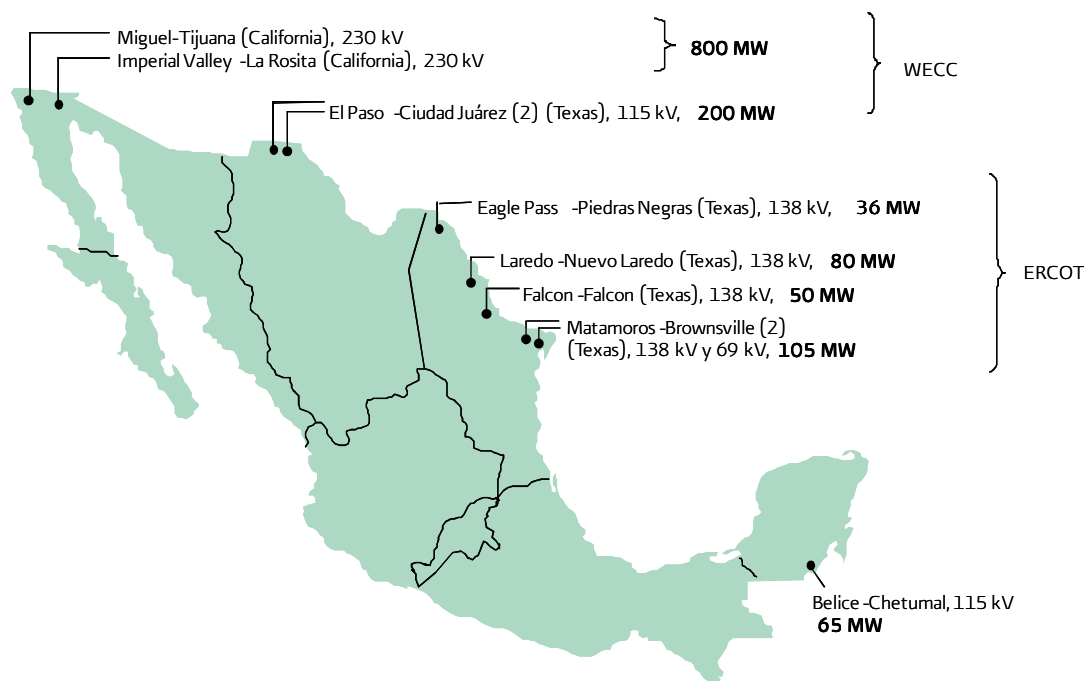 Miguel-Tijuana (California), 230 kV
Imperial Valley -La Rosita (California), 230 kV
800 MW
WECC
El Paso -Ciudad Juárez (2) (Texas), 115 kV, 200 MW
Eagle Pass -Piedras Negras (Texas), 138 kV, 36 MW
Laredo -Nuevo Laredo (Texas), 138 kV, 80 MW
ERCOT
Falcon -Falcon (Texas), 138 kV, 50 MW
Matamoros -Brownsville (2)
(Texas), 138 kV y 69 kV, 105 MW
Belice -Chetumal, 115 kV
65 MW